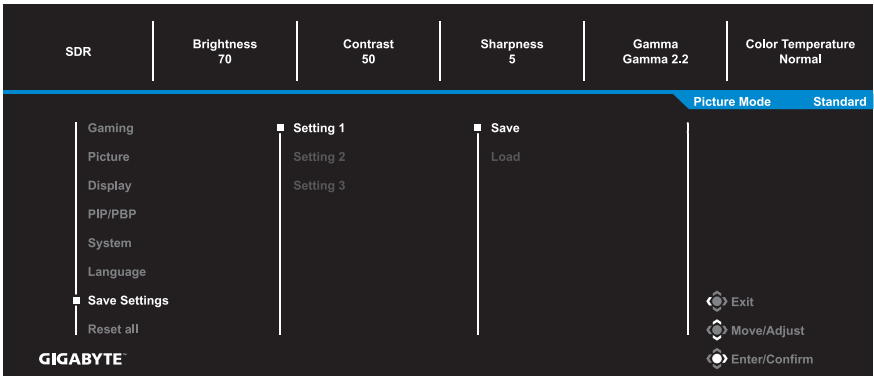 SDR
Brightness
70
Contrast
50
Sharpness
5
Gamma
Gamma 2.2
Color Temperature
Normal
Picture Mode Standard
Gaming
Picture
Display
PIP/PBP
System
Language
Save Settings
Reset all
Setting 1
Setting 2
Setting 3
Save
Load
Exit
Move/Adjust
Enter/Confirm
GIGABYTE™